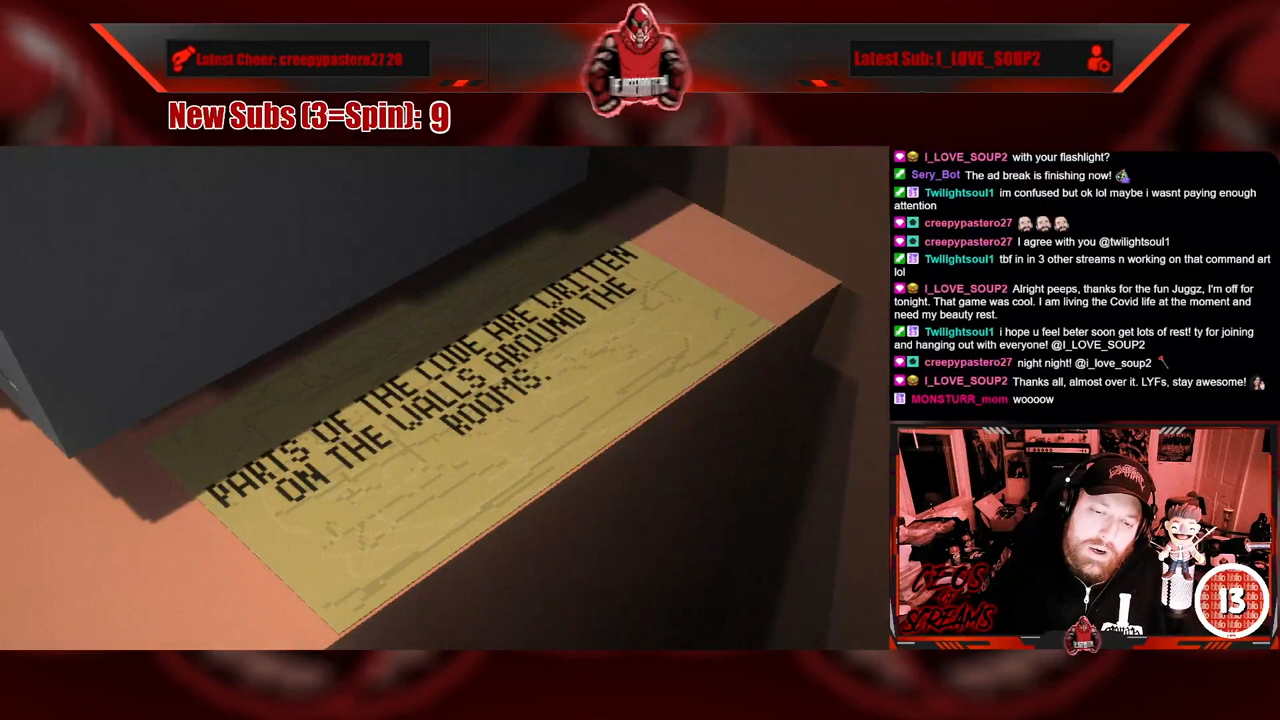 Latest Cheer: creepypastero27 20
Latest Sub: I_LOVE_SOUP2
New Subs (3=Spin): 9
PARTS OF THE CODE ARE WRITTEN
ON THE WALLS AROUND THE
ROOMS.
I_LOVE_SOUP2 with your flashlight?
Sery_Bot The ad break is finishing now!
Twilightsoul1 im confused but ok lol maybe i wasnt paying enough
attention
creepypastero27
creepypastero27 I agree with you @twilightsoul1
Twilightsoul1 tbf in in 3 other streams n working on that command art
lol
I_LOVE_SOUP2 Alright peeps, thanks for the fun Juggz, I'm off for
tonight. That game was cool. I am living the Covid life at the moment and
need my beauty rest.
Twilightsoul1 i hope u feel beter soon get lots of rest! ty for joining
and hanging out with everyone! @I_LOVE_SOUP2
creepypastero27 night night! @i_love_soup2
I_LOVE_SOUP2 Thanks all, almost over it. LYFs, stay awesome!
MONSTURR_mom woooow
SCREAMS
13